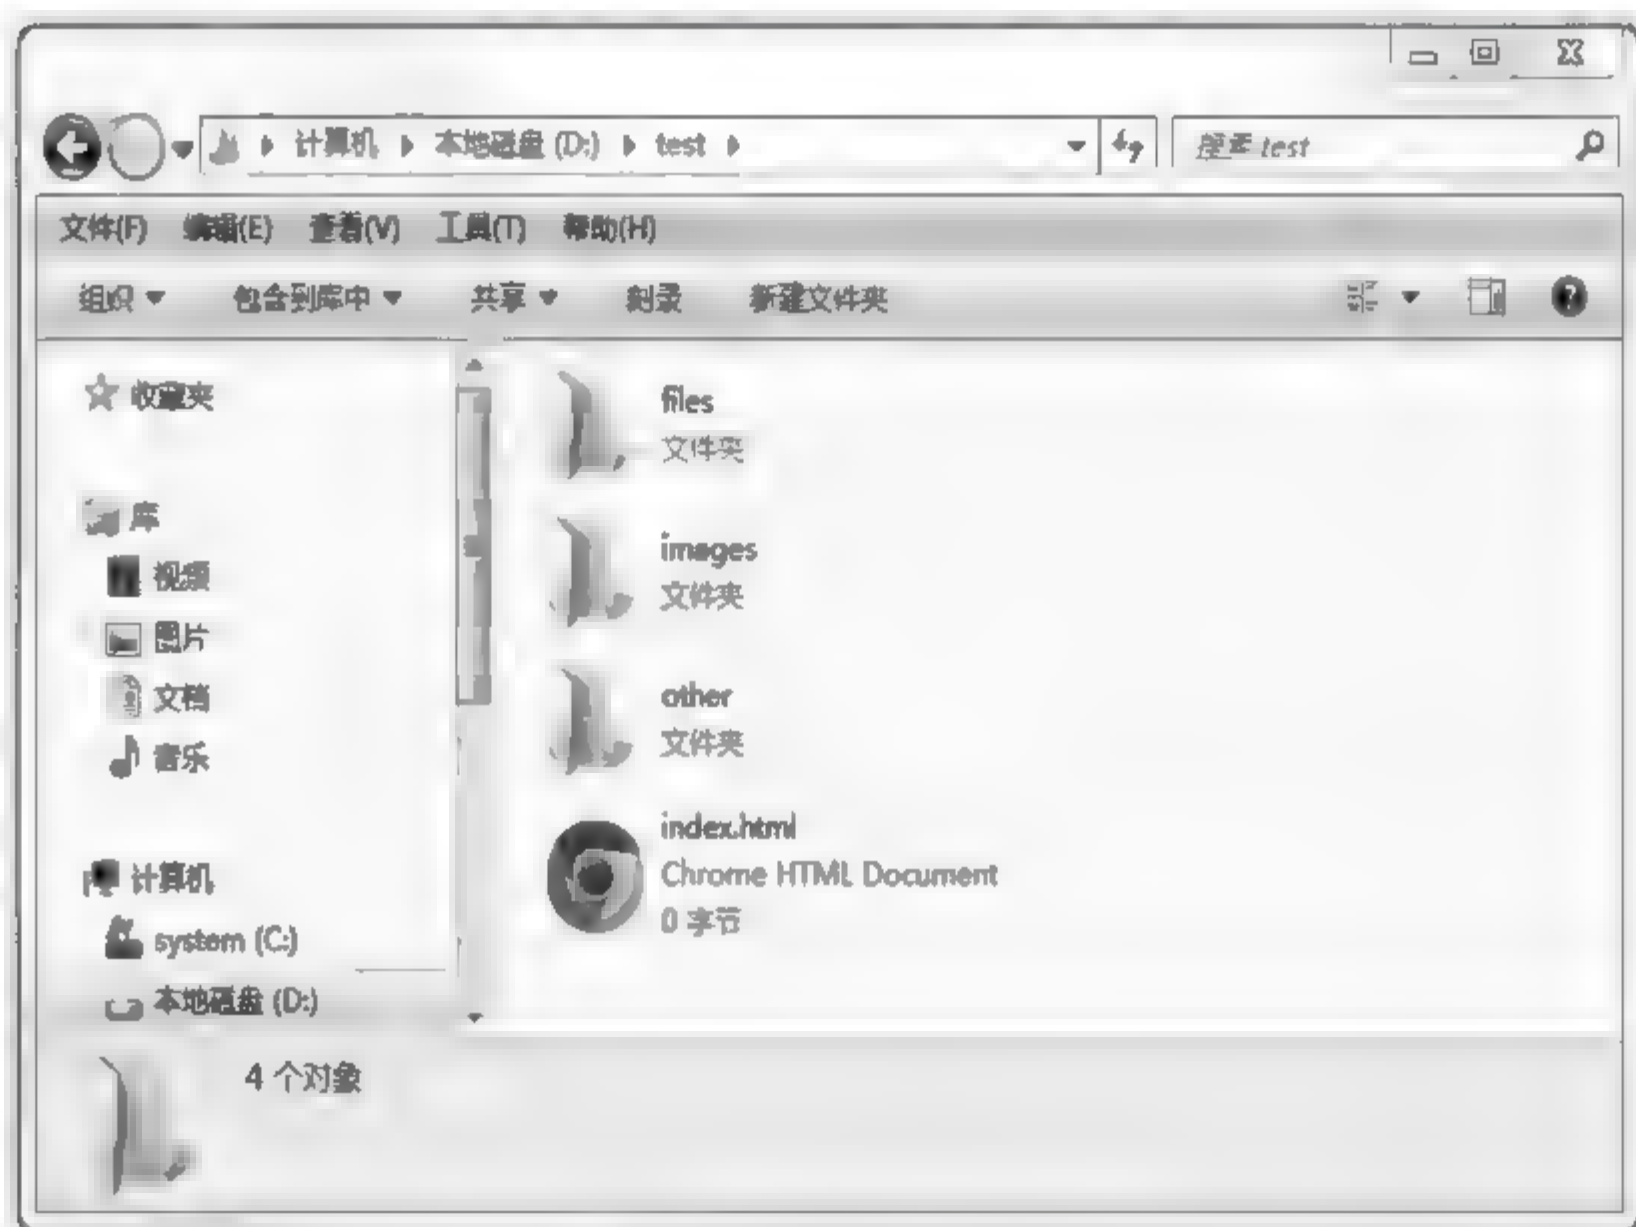 计算机 本地磁盘 (D:) test 搜索 test
文件(F) 编辑(E) 查看(V) 工具(T) 帮助(H)
组织 包含到库中 共享 刻录 新建文件夹
收藏夹
库
视频
图片
文档
音乐
计算机
system (C:)
本地磁盘 (D:)
files
文件夹
images
文件夹
other
文件夹
index.html
Chrome HTML Document
0 字节
4 个对象